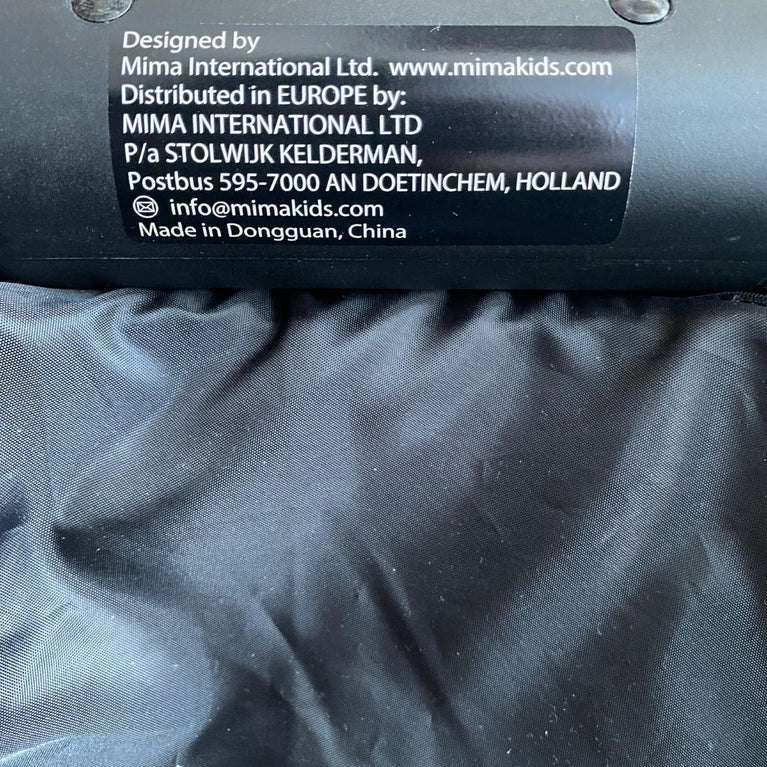 Designed by
Mima International Ltd. www.mimakids.com
Distributed in EUROPE by:
MIMA INTERNATIONAL LTD
P/a STOLWIJK KELDERMAN,
Postbus 595-7000 AN DOETINCHEM, HOLLAND
info@mimakids.com
Made in Dongguan, China